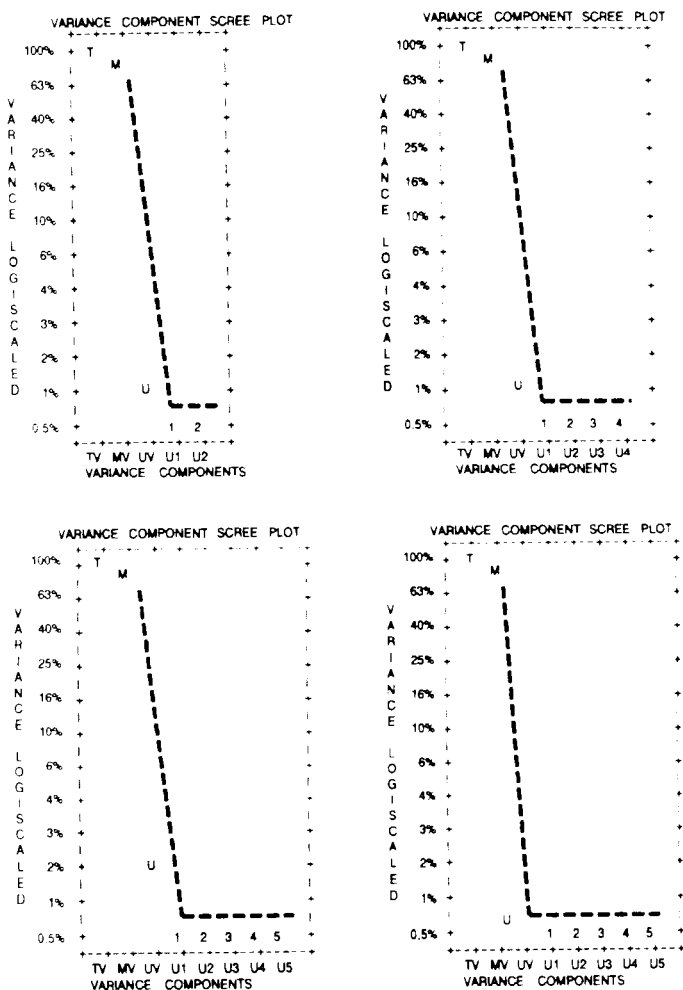 VARIANCE COMPONENT SCREE PLOT
VARIANCE LOGISCALED
100%
63%
40%
25%
16%
10%
6%
4%
3%
2%
1%
0.5%
T
M
U
1 2
TV MV UV U1 U2
VARIANCE COMPONENTS
VARIANCE COMPONENT SCREE PLOT
VARIANCE LOGISCALED
100%
63%
40%
25%
16%
10%
6%
4%
3%
2%
1%
0.5%
T
M
U
1 2 3 4
TV MV UV U1 U2 U3 U4
VARIANCE COMPONENTS
VARIANCE COMPONENT SCREE PLOT
VARIANCE LOGISCALED
100%
63%
40%
25%
16%
10%
6%
4%
3%
2%
1%
0.5%
T
M
U
1 2 3 4 5
TV MV UV U1 U2 U3 U4 U5
VARIANCE COMPONENTS
VARIANCE COMPONENT SCREE PLOT
VARIANCE LOGISCALED
100%
63%
40%
25%
16%
10%
6%
4%
3%
2%
1%
0.5%
T
M
U
1 2 3 4 5
TV MV UV U1 U2 U3 U4 U5
VARIANCE COMPONENTS